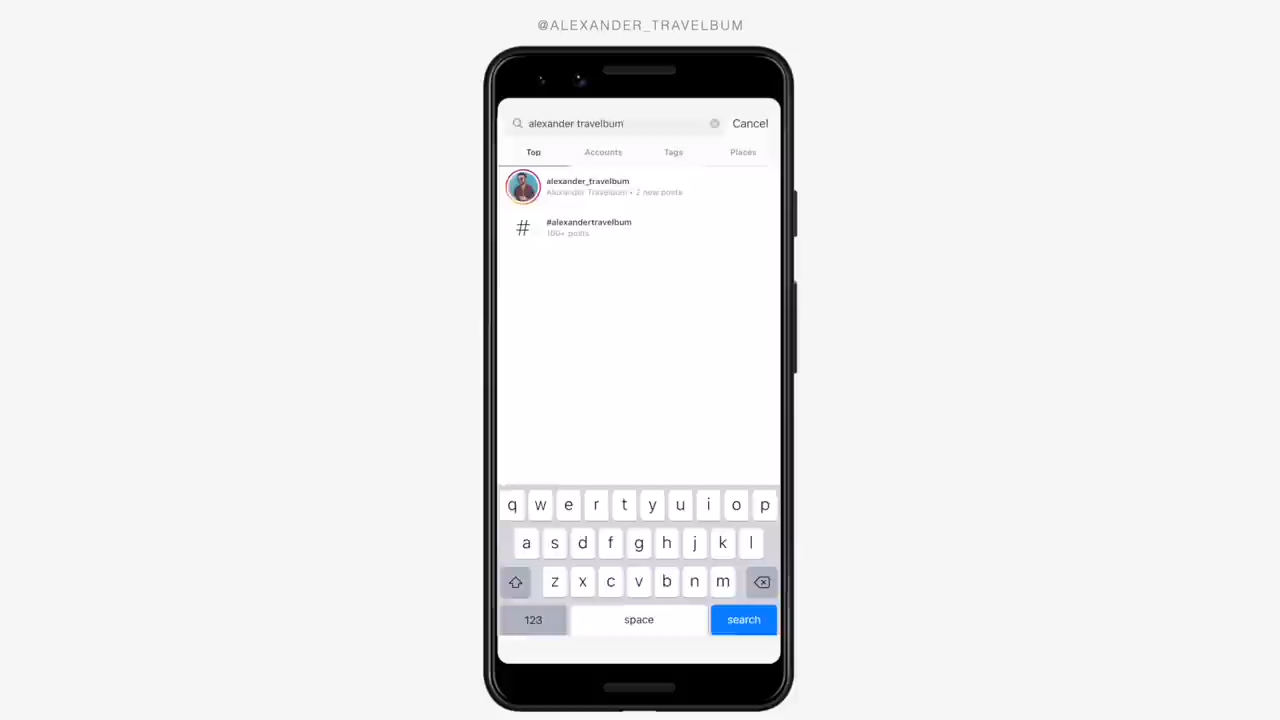 @ALEXANDER_TRAVELBUM
alexander travelbum
Cancel
Top Accounts Tags Places
alexander_travelbum
Alexander Travelbum • 2 new posts
#alexandertravelbum
100+ posts
q w e r t y u i o p
a s d f g h j k l
z x c v b n m
123 space search